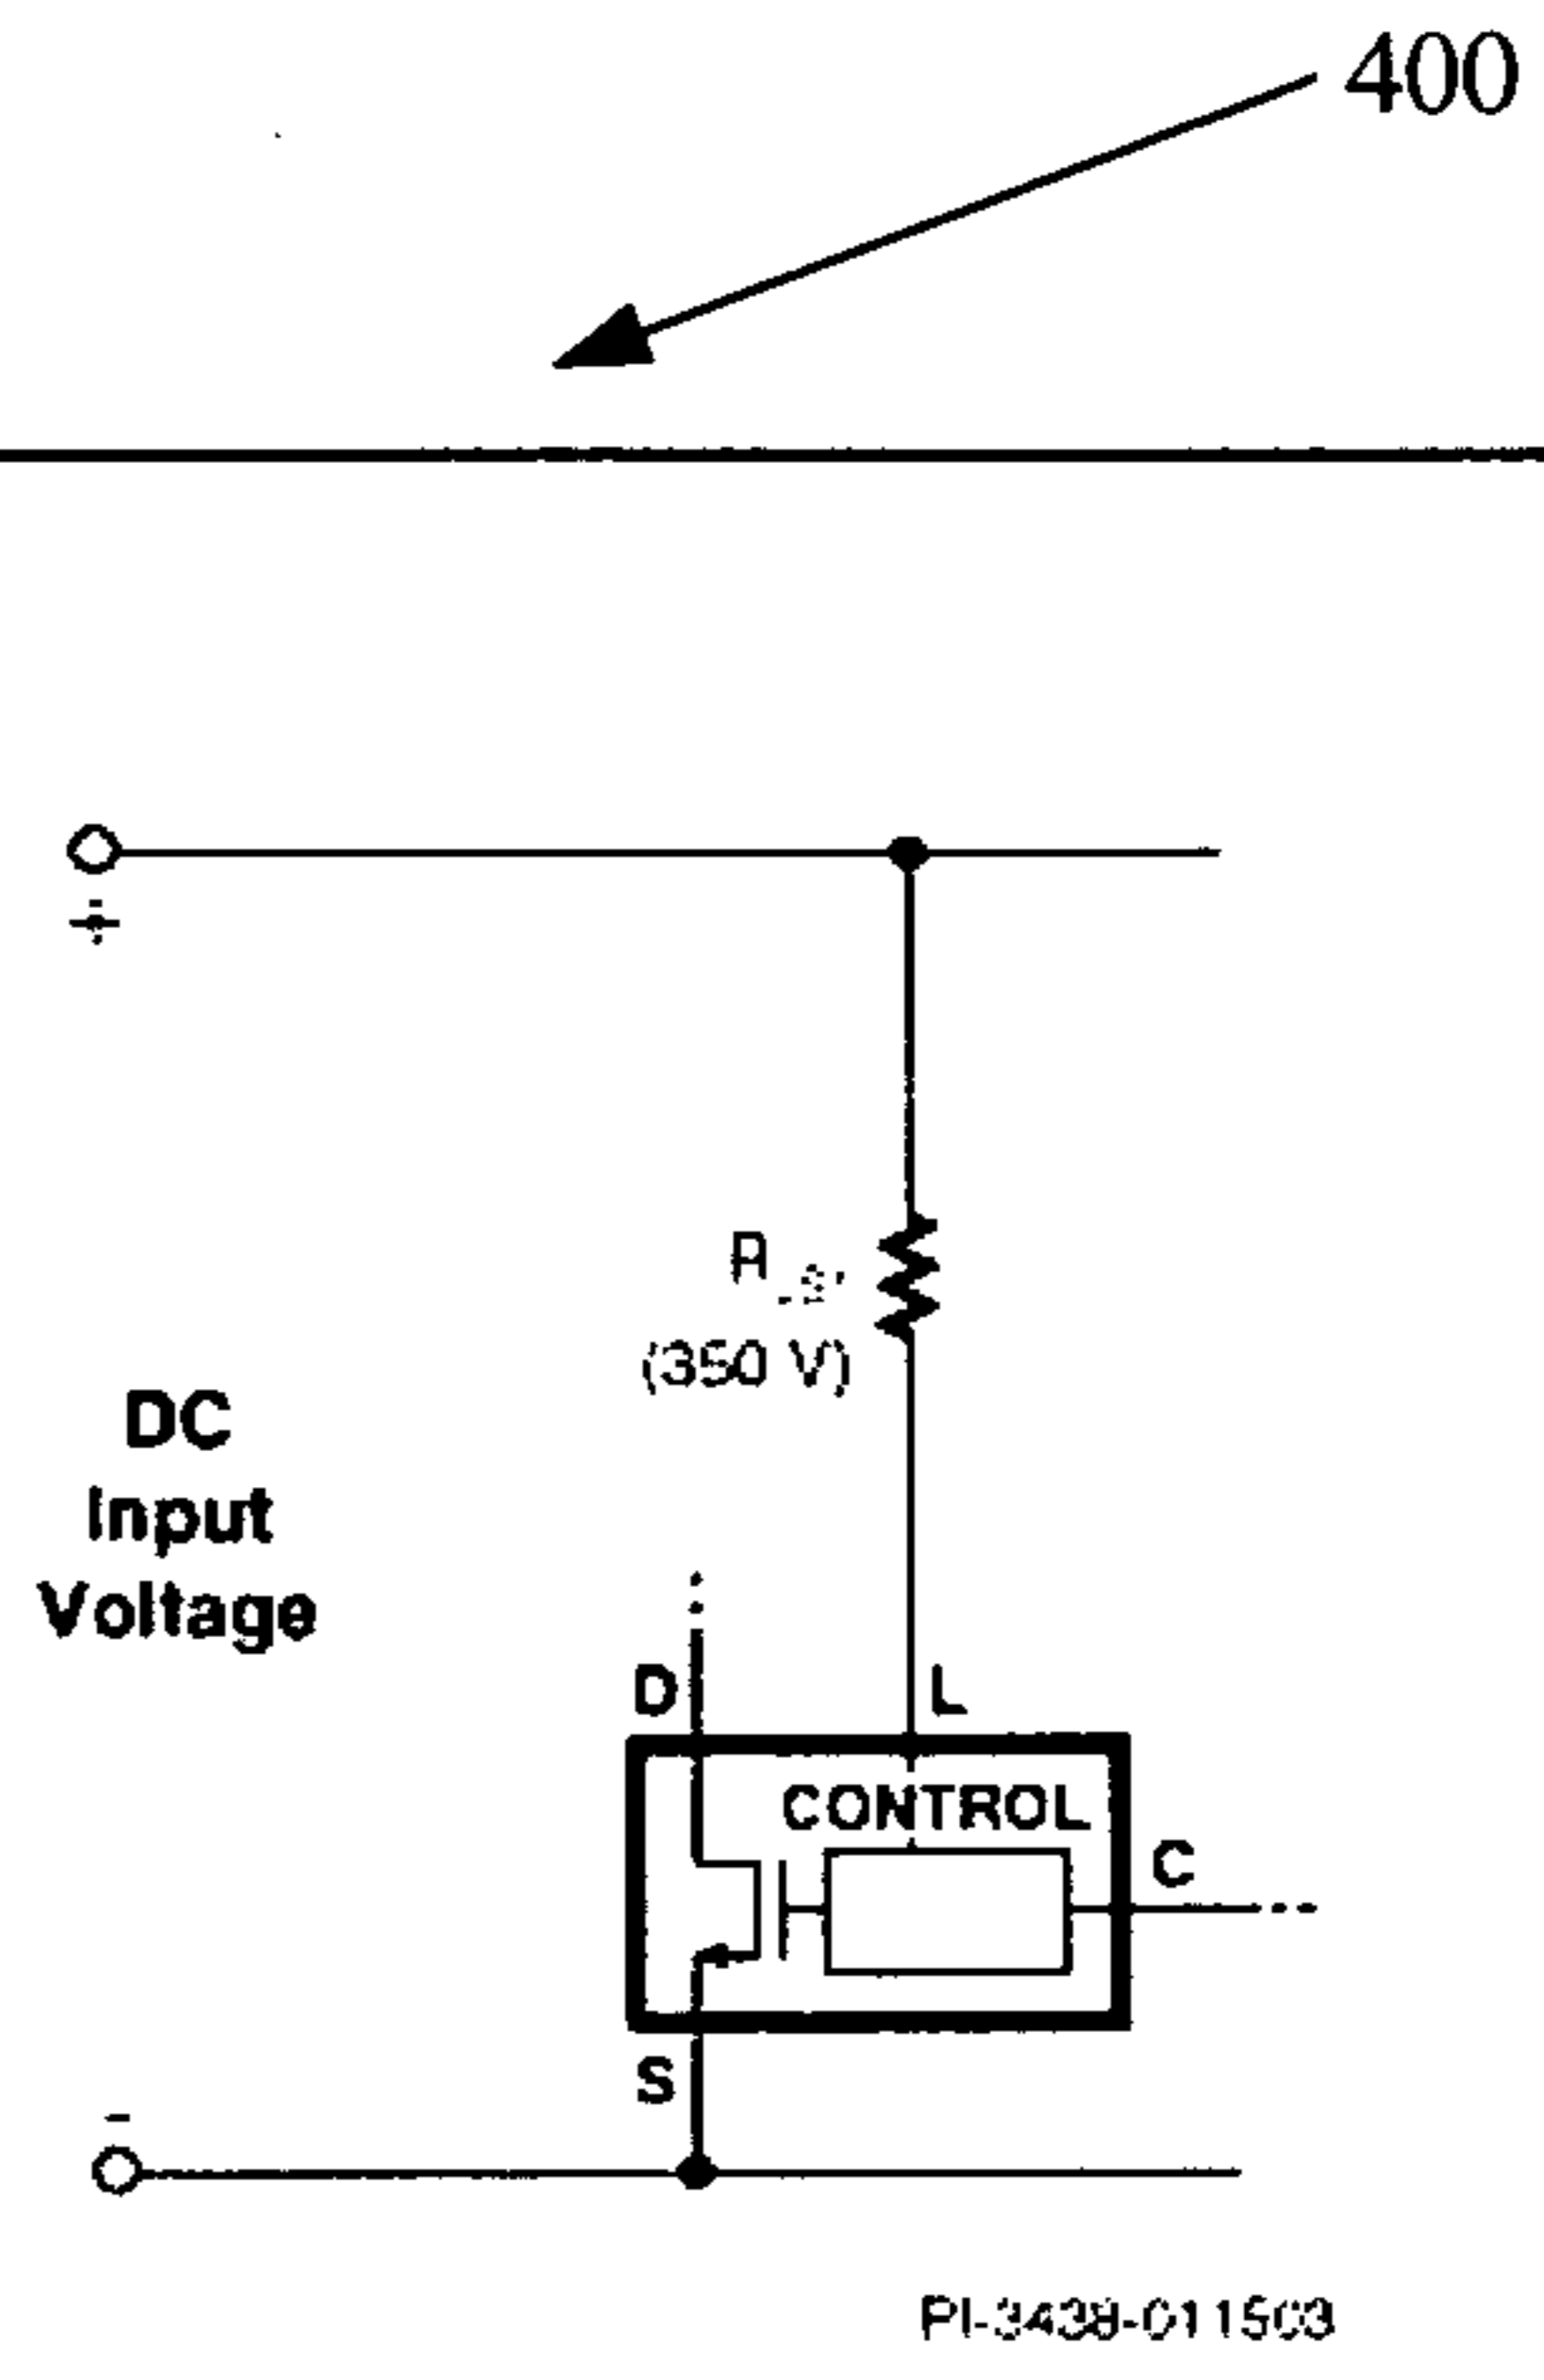 400
+
R
(350 V)
DC
Input
Voltage
D
L
CONTROL
C
S
-
PI-3438-011503